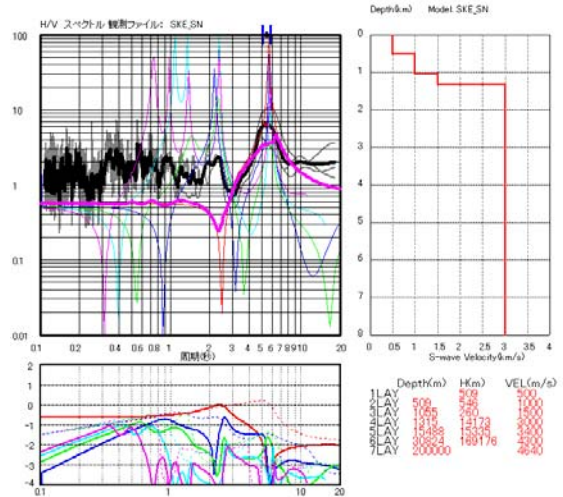 H/V スペクトル 観測ファイル: SKE_SN
Depth(km) Model: SKE_SN
100
10
1
0.1
0.01
0.1 0.2 0.4 0.6 0.8 1 2 3 4 5 6 7 8 9 10 20
周期(秒)
0
1
2
3
4
5
6
7
8
0 0.5 1 1.5 2 2.5 3 3.5 4
S-wave Velocity(km/s)
2
1
0
-1
-2
-3
-4
0.1 1 10 20
Depth(m) H(m) VEL(m/s)
1LAY 509 500
2LAY 509 546 1000
3LAY 1055 260 1500
4LAY 14173 3000
5LAY
6LAY 30824 169176
7LAY 200000 4640